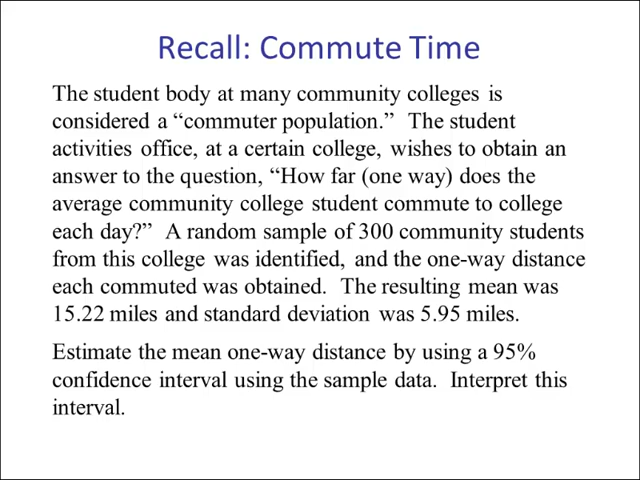 Recall: Commute Time
The student body at many community colleges is
considered a “commuter population.”  The student
activities office, at a certain college, wishes to obtain an
answer to the question, “How far (one way) does the
average community college student commute to college
each day?”  A random sample of 300 community students
from this college was identified, and the one-way distance
each commuted was obtained.  The resulting mean was
15.22 miles and standard deviation was 5.95 miles.
Estimate the mean one-way distance by using a 95%
confidence interval using the sample data.  Interpret this
interval.